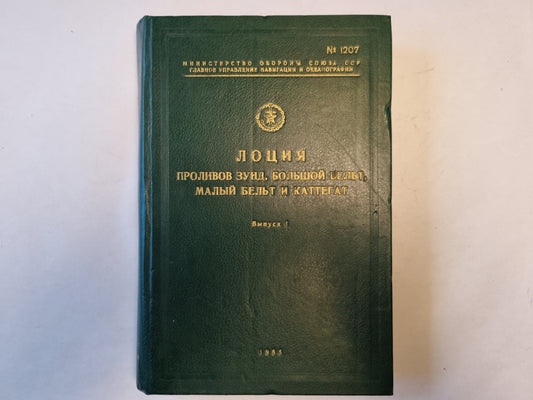 № 1207
МИНИСТЕРСТВО ОБОРОНЫ СОЮЗА ССР
ГЛАВНОЕ УПРАВЛЕНИЕ НАВИГАЦИИ И ОКЕАНОГРАФИИ
ЛОЦИЯ
ПРОЛИВОВ ЗУНД, БОЛЬШОЙ БЕЛЬТ,
МАЛЫЙ БЕЛЬТ И КАТТЕГАТ
Выпуск